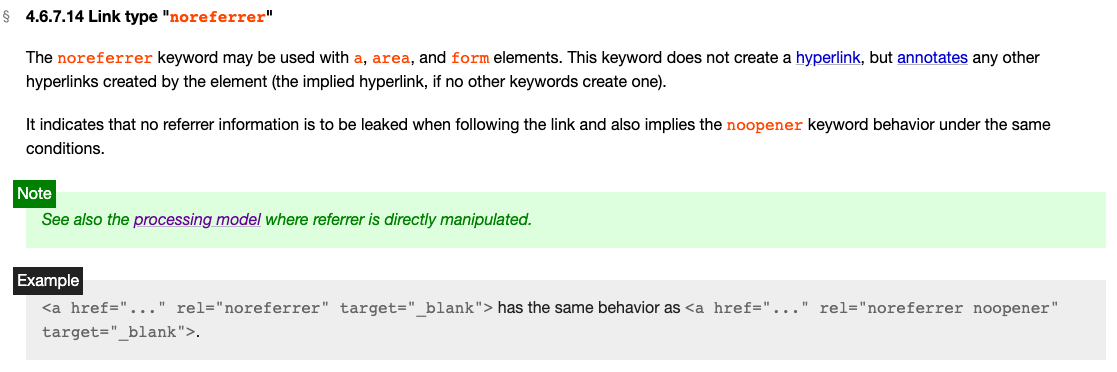 § 4.6.7.14 Link type "noreferrer"
The noreferrer keyword may be used with a, area, and form elements. This keyword does not create a hyperlink, but annotates any other
hyperlinks created by the element (the implied hyperlink, if no other keywords create one).
It indicates that no referrer information is to be leaked when following the link and also implies the noopener keyword behavior under the same
conditions.
Note
See also the processing model where referrer is directly manipulated.
Example
<a href="..." rel="noreferrer" target="_blank"> has the same behavior as <a href="..." rel="noreferrer noopener"
target="_blank">.